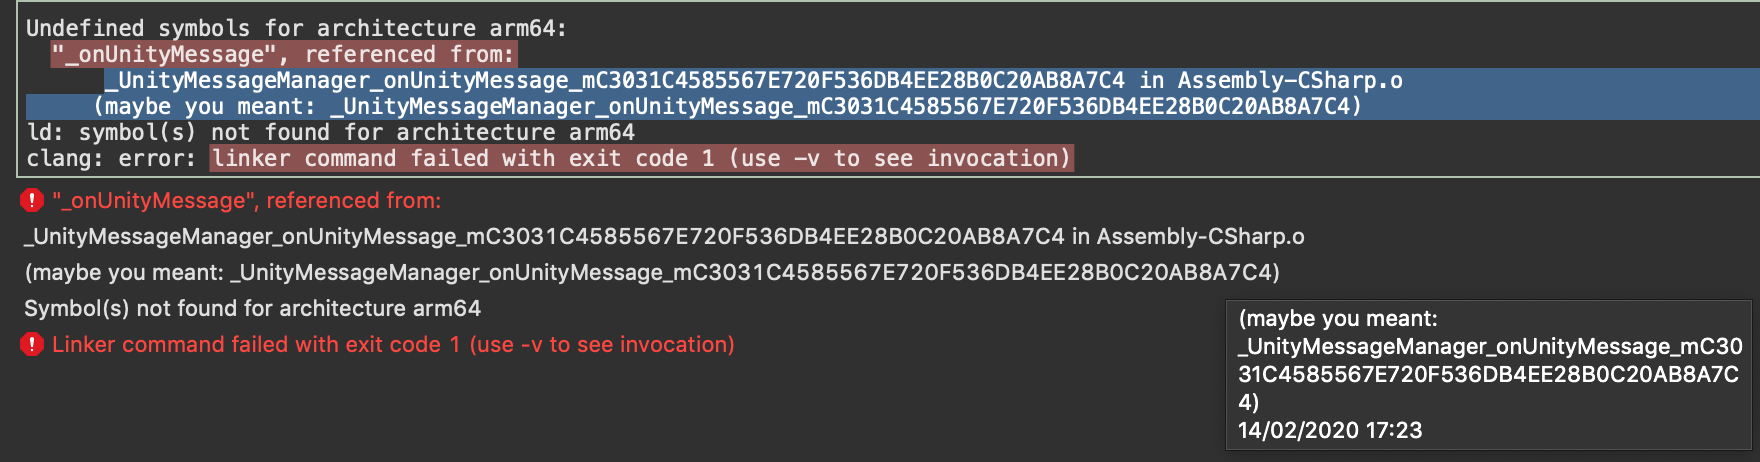 Undefined symbols for architecture arm64:
"_onUnityMessage", referenced from:
_UnityMessageManager_onUnityMessage_mC3031C4585567E720F536DB4EE28B0C20AB8A7C4 in Assembly-CSharp.o
(maybe you meant: _UnityMessageManager_onUnityMessage_mC3031C4585567E720F536DB4EE28B0C20AB8A7C4)
ld: symbol(s) not found for architecture arm64
clang: error: linker command failed with exit code 1 (use -v to see invocation)
"_onUnityMessage", referenced from:
_UnityMessageManager_onUnityMessage_mC3031C4585567E720F536DB4EE28B0C20AB8A7C4 in Assembly-CSharp.o
(maybe you meant: _UnityMessageManager_onUnityMessage_mC3031C4585567E720F536DB4EE28B0C20AB8A7C4)
Symbol(s) not found for architecture arm64
Linker command failed with exit code 1 (use -v to see invocation)
(maybe you meant:
_UnityMessageManager_onUnityMessage_mC30
31C4585567E720F536DB4EE28B0C20AB8A7C
4)
14/02/2020 17:23